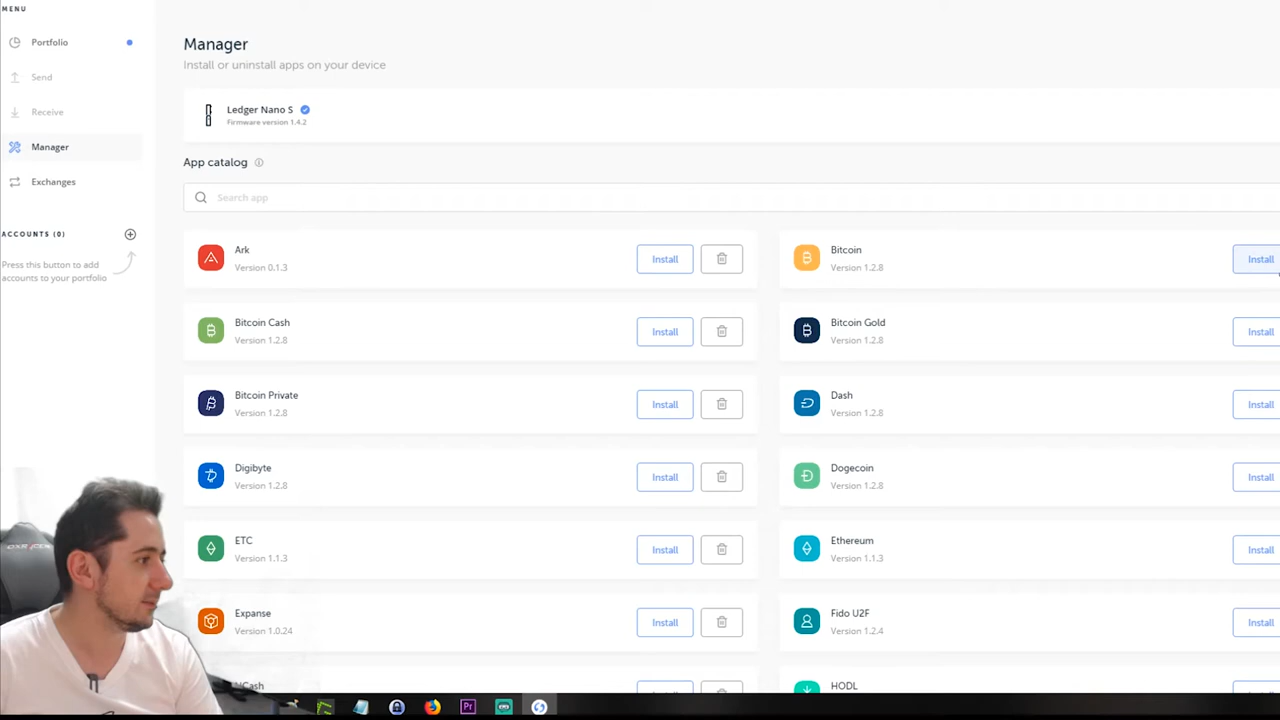 MENU
Portfolio
Send
Receive
Manager
Exchanges
ACCOUNTS (0)
Press this button to add
accounts to your portfolio
Manager
Install or uninstall apps on your device
Ledger Nano S
Firmware version 1.4.2
App catalog
Search app
Ark
Version 0.1.3
Install
Bitcoin
Version 1.2.8
Install
Bitcoin Cash
Version 1.2.8
Install
Bitcoin Gold
Version 1.2.8
Install
Bitcoin Private
Version 1.2.8
Install
Dash
Version 1.2.8
Install
Digibyte
Version 1.2.8
Install
Dogecoin
Version 1.2.8
Install
ETC
Version 1.1.3
Install
Ethereum
Version 1.1.3
Install
Expanse
Version 1.0.24
Install
Fido U2F
Version 1.2.4
Install
HODL
Pr